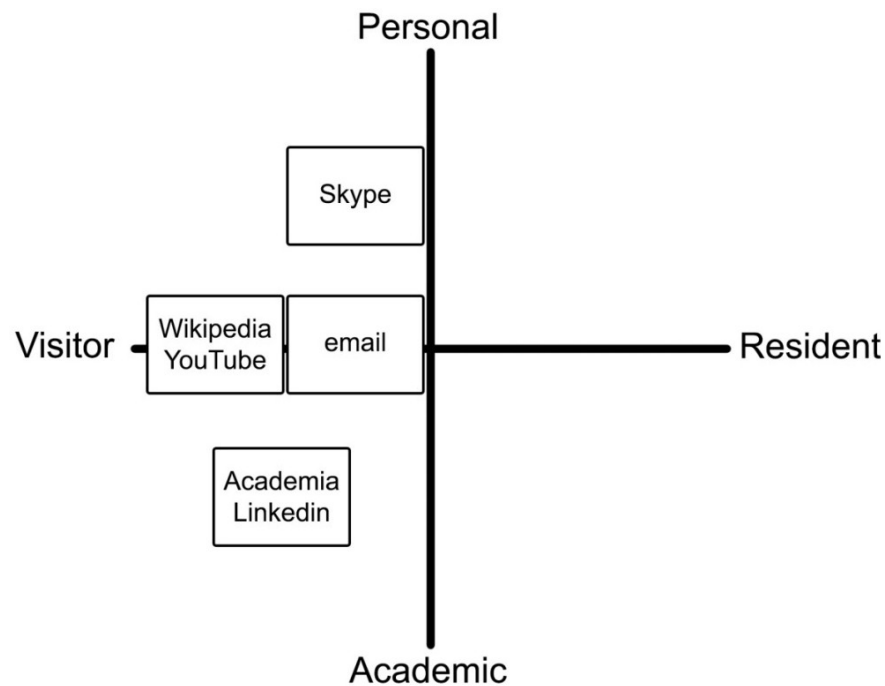 Personal
Skype
Visitor
Wikipedia
YouTube
email
Resident
Academia
Linkedin
Academic